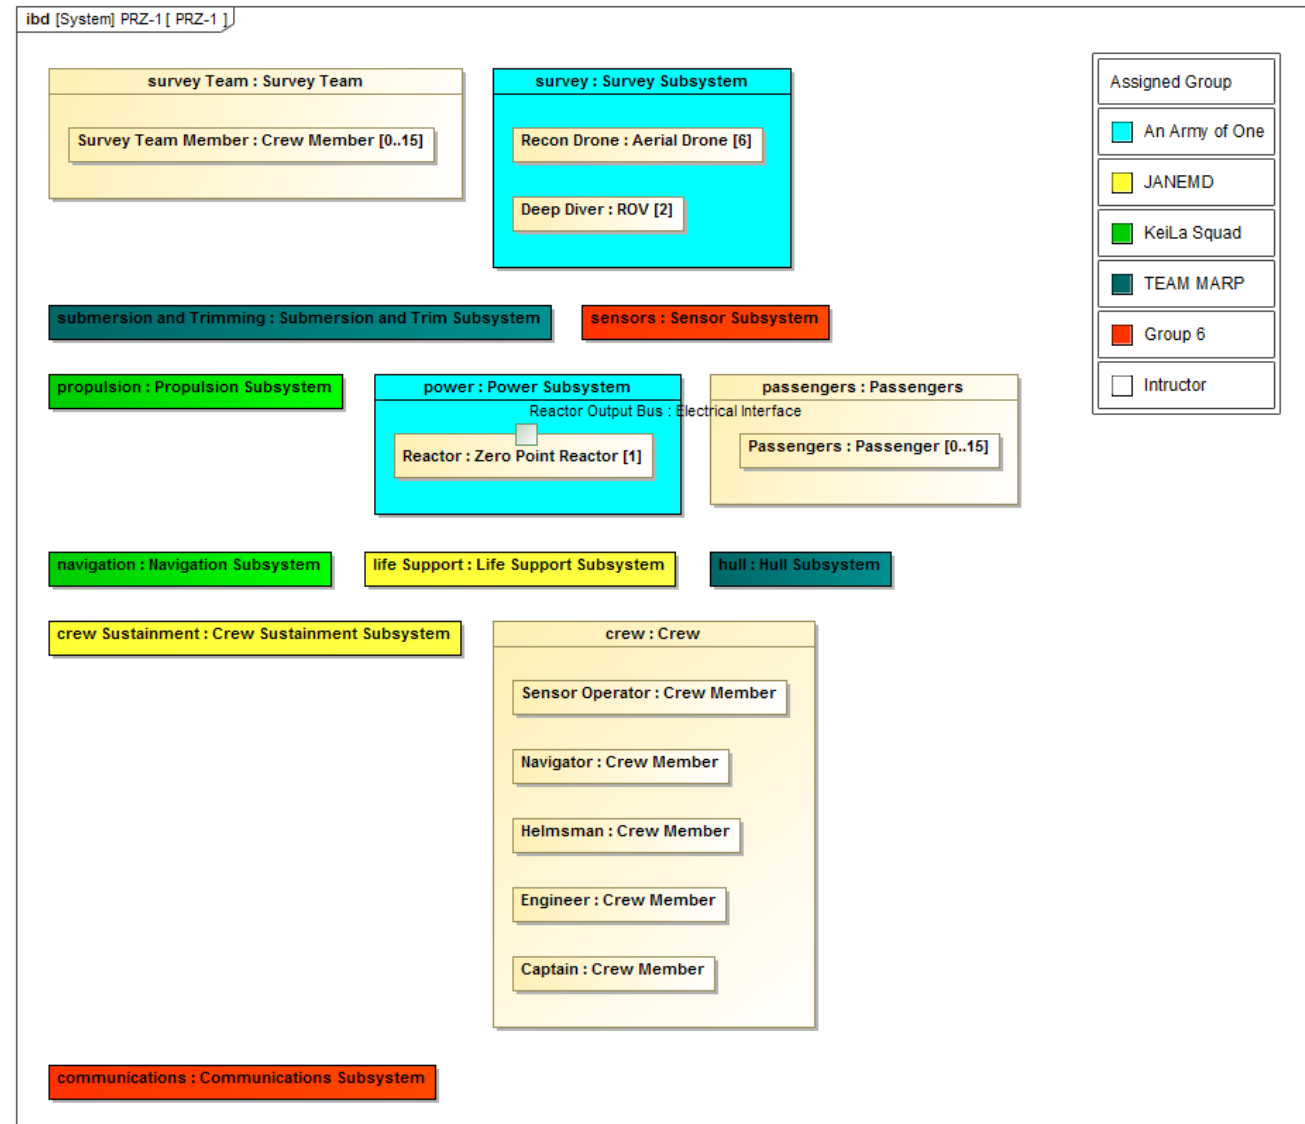 ibd [System] PRZ-1 [ PRZ-1 ]
survey Team : Survey Team
Survey Team Member : Crew Member [0..15]
survey : Survey Subsystem
Recon Drone : Aerial Drone [6]
Deep Diver : ROV [2]
Assigned Group
An Army of One
JANEMD
KeiLa Squad
TEAM MARP
Group 6
Intructor
submersion and Trimming : Submersion and Trim Subsystem
sensors : Sensor Subsystem
propulsion : Propulsion Subsystem
power : Power Subsystem
Reactor Output Bus : Electrical Interface
Reactor : Zero Point Reactor [1]
passengers : Passengers
Passengers : Passenger [0..15]
navigation : Navigation Subsystem
life Support : Life Support Subsystem
hull : Hull Subsystem
crew Sustainment : Crew Sustainment Subsystem
crew : Crew
Sensor Operator : Crew Member
Navigator : Crew Member
Helmsman : Crew Member
Engineer : Crew Member
Captain : Crew Member
communications : Communications Subsystem